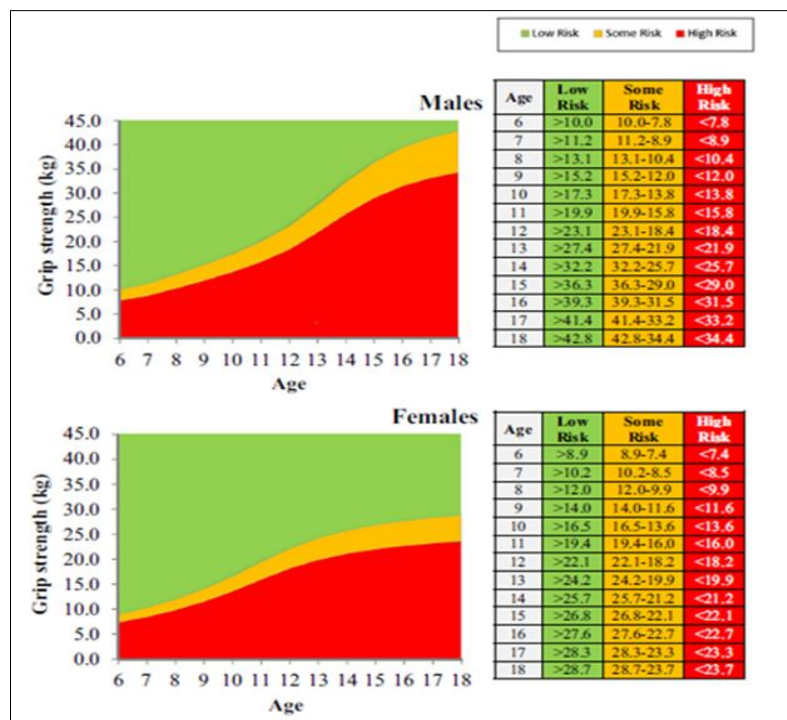 Low Risk Some Risk High Risk
Males
45.0
40.0
35.0
30.0
25.0
20.0
15.0
10.0
5.0
0.0
Grip strength (kg)
6 7 8 9 10 11 12 13 14 15 16 17 18
Age
Age Low Risk Some Risk High Risk
6 >10.0 10.0-7.8 <7.8
7 >11.2 11.2-8.9 <8.9
8 >13.1 13.1-10.4 <10.4
9 >15.2 15.2-12.0 <12.0
10 >17.3 17.3-13.8 <13.8
11 >19.9 19.9-15.8 <15.8
12 >23.1 23.1-18.4 <18.4
13 >27.4 27.4-21.9 <21.9
14 >32.2 32.2-25.7 <25.7
15 >36.3 36.3-29.0 <29.0
16 >39.3 39.3-31.5 <31.5
17 >41.4 41.4-33.2 <33.2
18 >42.8 42.8-34.4 <34.4
Females
45.0
40.0
35.0
30.0
25.0
20.0
15.0
10.0
5.0
0.0
Grip strength (kg)
6 7 8 9 10 11 12 13 14 15 16 17 18
Age
Age Low Risk Some Risk High Risk
6 >8.9 8.9-7.4 <7.4
7 >10.2 10.2-8.5 <8.5
8 >12.0 12.0-9.9 <9.9
9 >14.0 14.0-11.6 <11.6
10 >16.5 16.5-13.6 <13.6
11 >19.4 19.4-16.0 <16.0
12 >22.1 22.1-18.2 <18.2
13 >24.2 24.2-19.9 <19.9
14 >25.7 25.7-21.2 <21.2
15 >26.8 26.8-22.1 <22.1
16 >27.6 27.6-22.7 <22.7
17 >28.3 28.3-23.3 <23.3
18 >28.7 28.7-23.7 <23.7